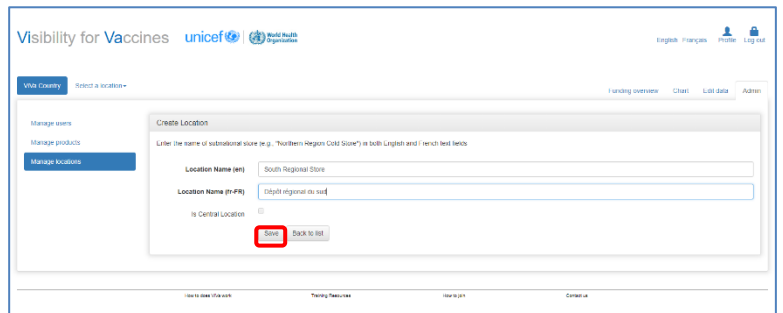 Visibility for Vaccines unicef World Health Organization
English Français Profile Log out
ViVa Country Select a location
Funding overview Chart Edit data Admin
Manage users
Manage products
Manage locations
Create Location
Enter the name of subnational store (e.g., "Northern Region Cold Store") in both English and French text fields
Location Name (en) South Regional Store
Location Name (fr-FR) Dépôt régional du sud
Is Central Location
Save Back to list
How to does ViVa work Training Resources How to join Contact us